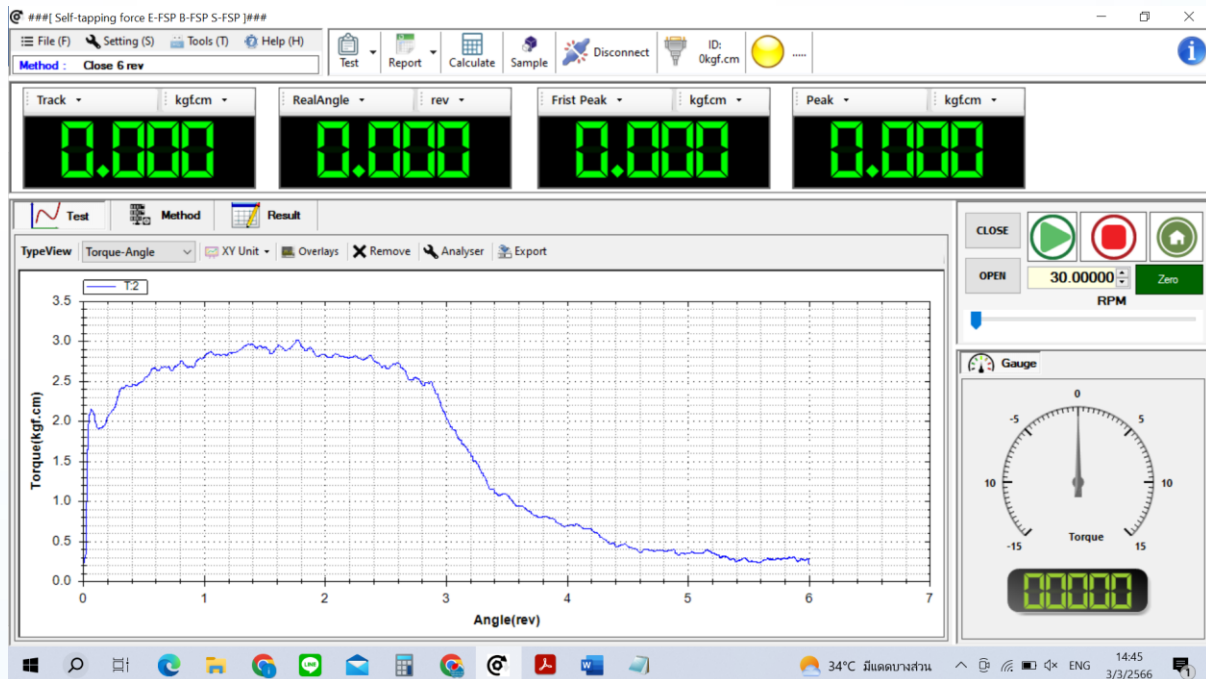 ###[ Self-tapping force E-FSP B-FSP S-FSP ]###
File (F) Setting (S) Tools (T) Help (H)
Method : Close 6 rev
Test Report Calculate Sample Disconnect ID: 0kgf.cm .....
Track kgf.cm RealAngle rev Frist Peak kgf.cm Peak kgf.cm
0.000 0.000 0.000 0.000
Test Method Result
TypeView Torque-Angle XY Unit Overlays Remove Analyser Export
T:2
3.5
3.0
2.5
2.0
1.5
1.0
0.5
0.0
Torque(kgf.cm)
0 1 2 3 4 5 6 7
Angle(rev)
CLOSE
OPEN 30.00000 Zero
RPM
Gauge
0
-5 5
10 10
-15 15
Torque
00000
LINE
W
34°C มีแดดบางส่วน ENG 14:45
3/3/2566
1